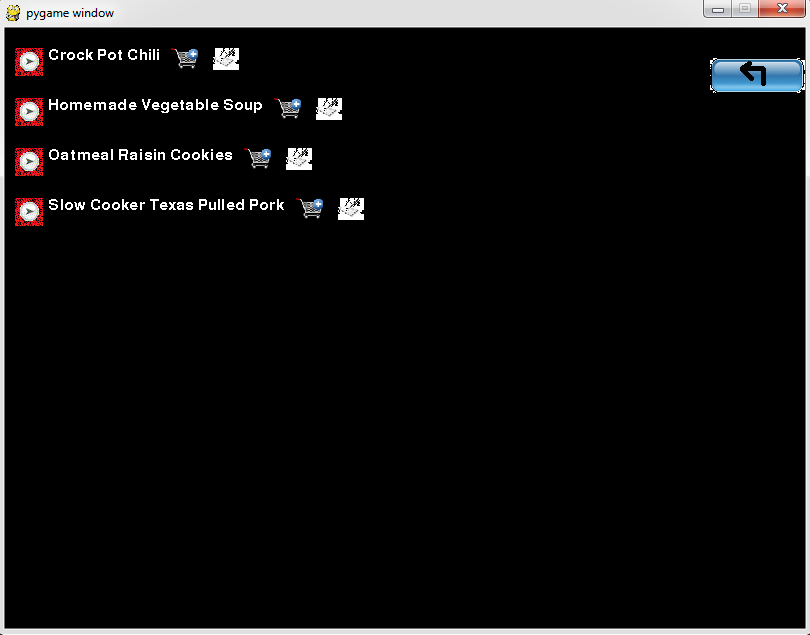 pygame window
Crock Pot Chili
Homemade Vegetable Soup
Oatmeal Raisin Cookies
Slow Cooker Texas Pulled Pork